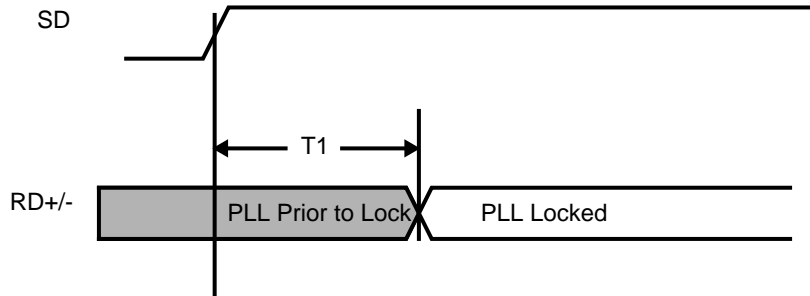 SD
T1
RD+/-
PLL Prior to Lock
PLL Locked